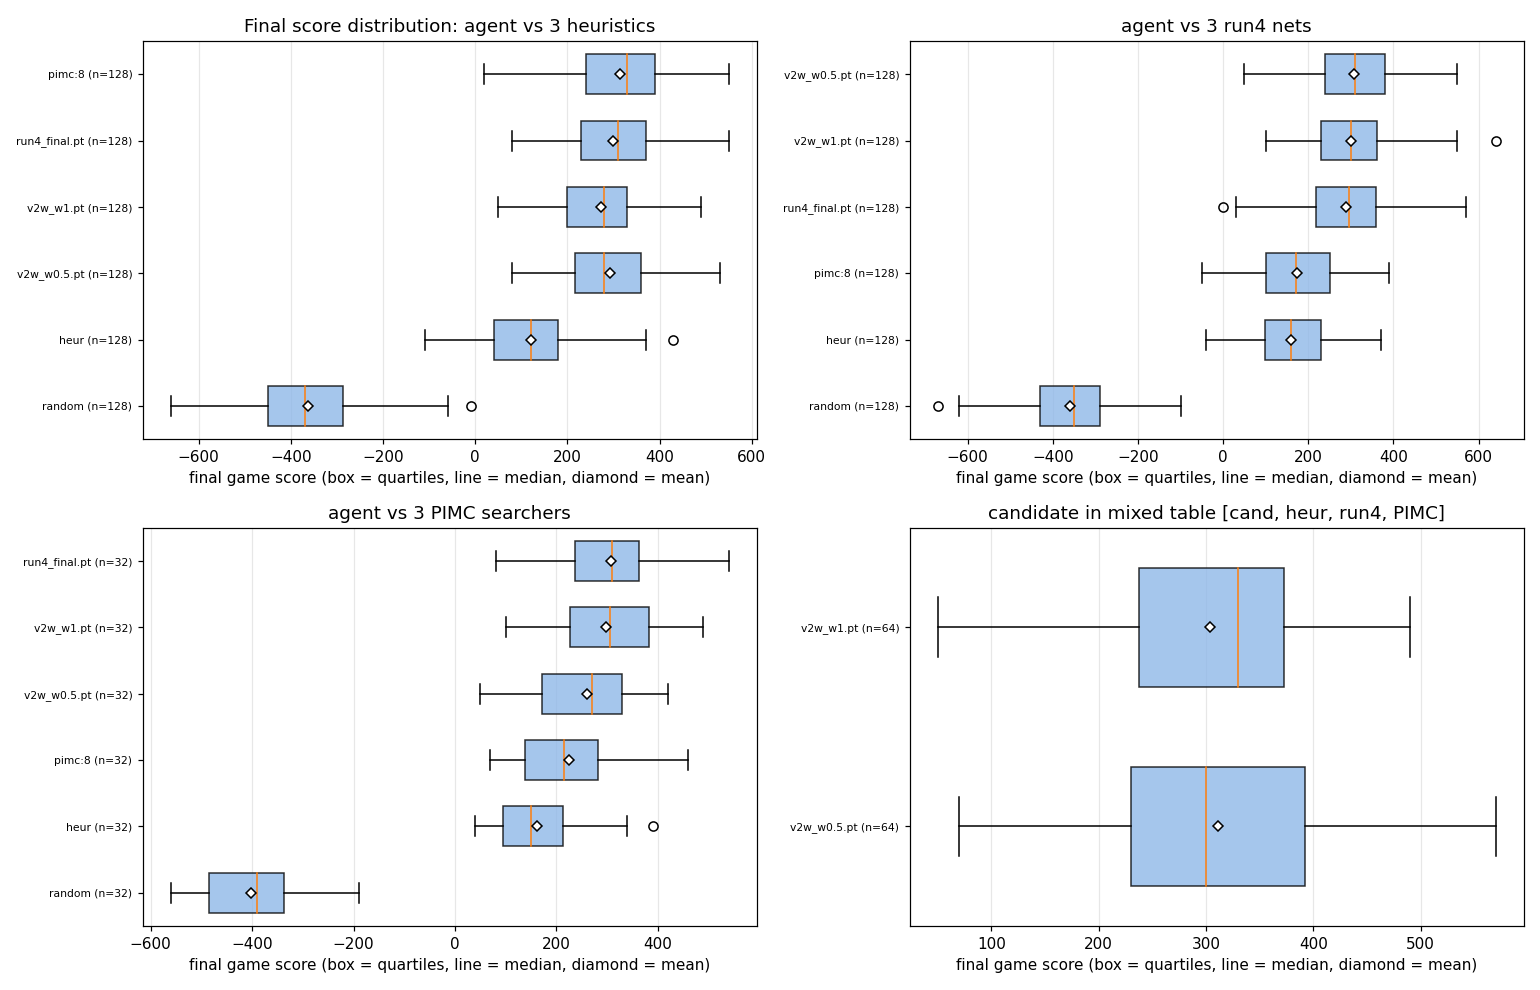 Final score distribution: agent vs 3 heuristics
pimc:8 (n=128)
run4_final.pt (n=128)
v2w_w1.pt (n=128)
v2w_w0.5.pt (n=128)
heur (n=128)
random (n=128)
−600 −400 −200 0 200 400 600
final game score (box = quartiles, line = median, diamond = mean)
agent vs 3 run4 nets
v2w_w0.5.pt (n=128)
v2w_w1.pt (n=128)
run4_final.pt (n=128)
pimc:8 (n=128)
heur (n=128)
random (n=128)
−600 −400 −200 0 200 400 600
final game score (box = quartiles, line = median, diamond = mean)
agent vs 3 PIMC searchers
run4_final.pt (n=32)
v2w_w1.pt (n=32)
v2w_w0.5.pt (n=32)
pimc:8 (n=32)
heur (n=32)
random (n=32)
−600 −400 −200 0 200 400
final game score (box = quartiles, line = median, diamond = mean)
candidate in mixed table [cand, heur, run4, PIMC]
v2w_w1.pt (n=64)
v2w_w0.5.pt (n=64)
100 200 300 400 500
final game score (box = quartiles, line = median, diamond = mean)